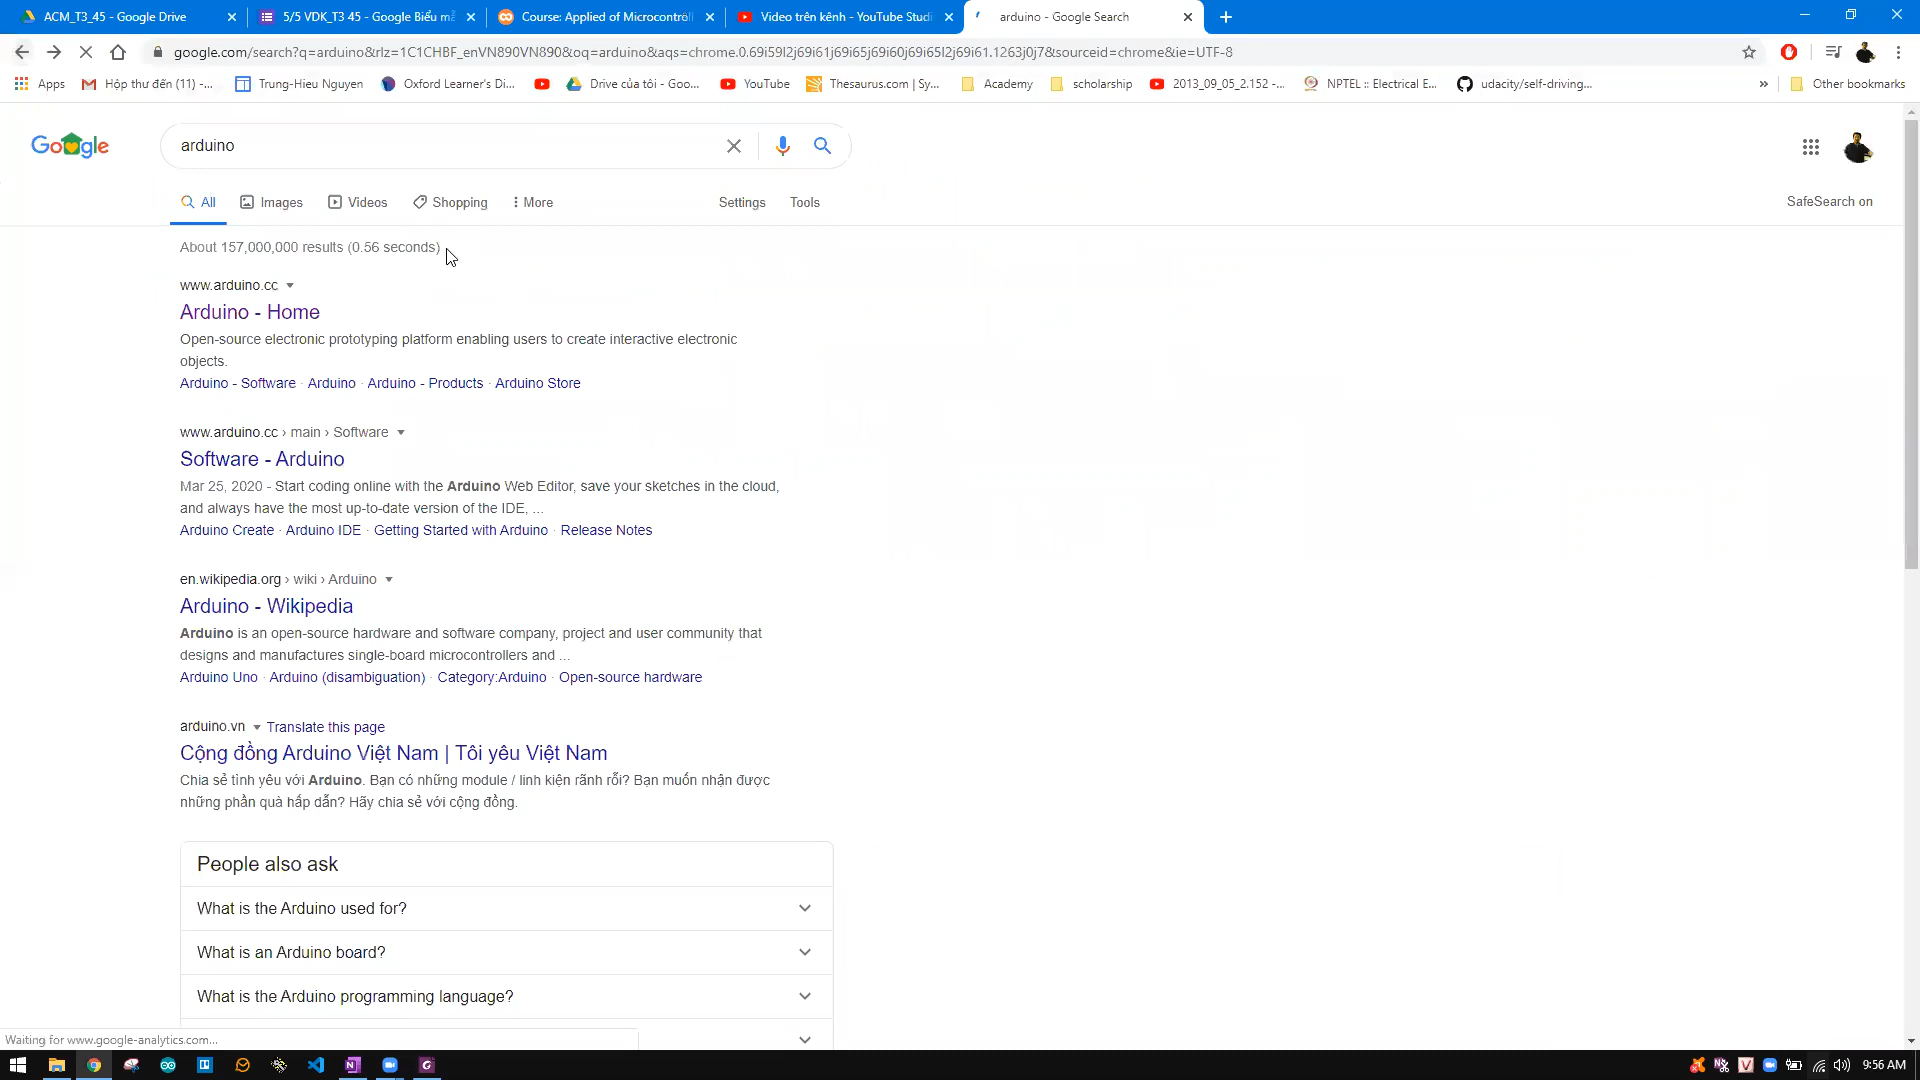 ACM_T3_45 - Google Drive
5/5 VDK_T3 45 - Google Biểu mẫ
Course: Applied of Microcontroll
Video trên kênh - YouTube Studi
arduino - Google Search
google.com/search?q=arduino&rlz=1C1CHBF_enVN890VN890&oq=arduino&aqs=chrome.0.69i59l2j69i61j69i65j69i60j69i65l2j69i61.1263j0j7&sourceid=chrome&ie=UTF-8
Apps
Hộp thư đến (11) -...
Trung-Hieu Nguyen
Oxford Learner's Di...
Drive của tôi - Goo...
YouTube
Thesaurus.com | Sy...
Academy
scholarship
2013_09_05_2.152 -...
NPTEL :: Electrical E...
udacity/self-driving...
»
Other bookmarks
Google
arduino
All
Images
Videos
Shopping
More
Settings
Tools
SafeSearch on
About 157,000,000 results (0.56 seconds)
www.arduino.cc
Arduino - Home
Open-source electronic prototyping platform enabling users to create interactive electronic
objects.
Arduino - Software · Arduino · Arduino - Products · Arduino Store
www.arduino.cc › main › Software
Software - Arduino
Mar 25, 2020 - Start coding online with the Arduino Web Editor, save your sketches in the cloud,
and always have the most up-to-date version of the IDE, ...
Arduino Create · Arduino IDE · Getting Started with Arduino · Release Notes
en.wikipedia.org › wiki › Arduino
Arduino - Wikipedia
Arduino is an open-source hardware and software company, project and user community that
designs and manufactures single-board microcontrollers and ...
Arduino Uno · Arduino (disambiguation) · Category:Arduino · Open-source hardware
arduino.vn
Translate this page
Cộng đồng Arduino Việt Nam | Tôi yêu Việt Nam
Chia sẻ tình yêu với Arduino. Bạn có những module / linh kiện rãnh rỗi? Bạn muốn nhận được
những phần quà hấp dẫn? Hãy chia sẻ với cộng đồng.
People also ask
What is the Arduino used for?
What is an Arduino board?
What is the Arduino programming language?
Waiting for www.google-analytics.com...
9:56 AM